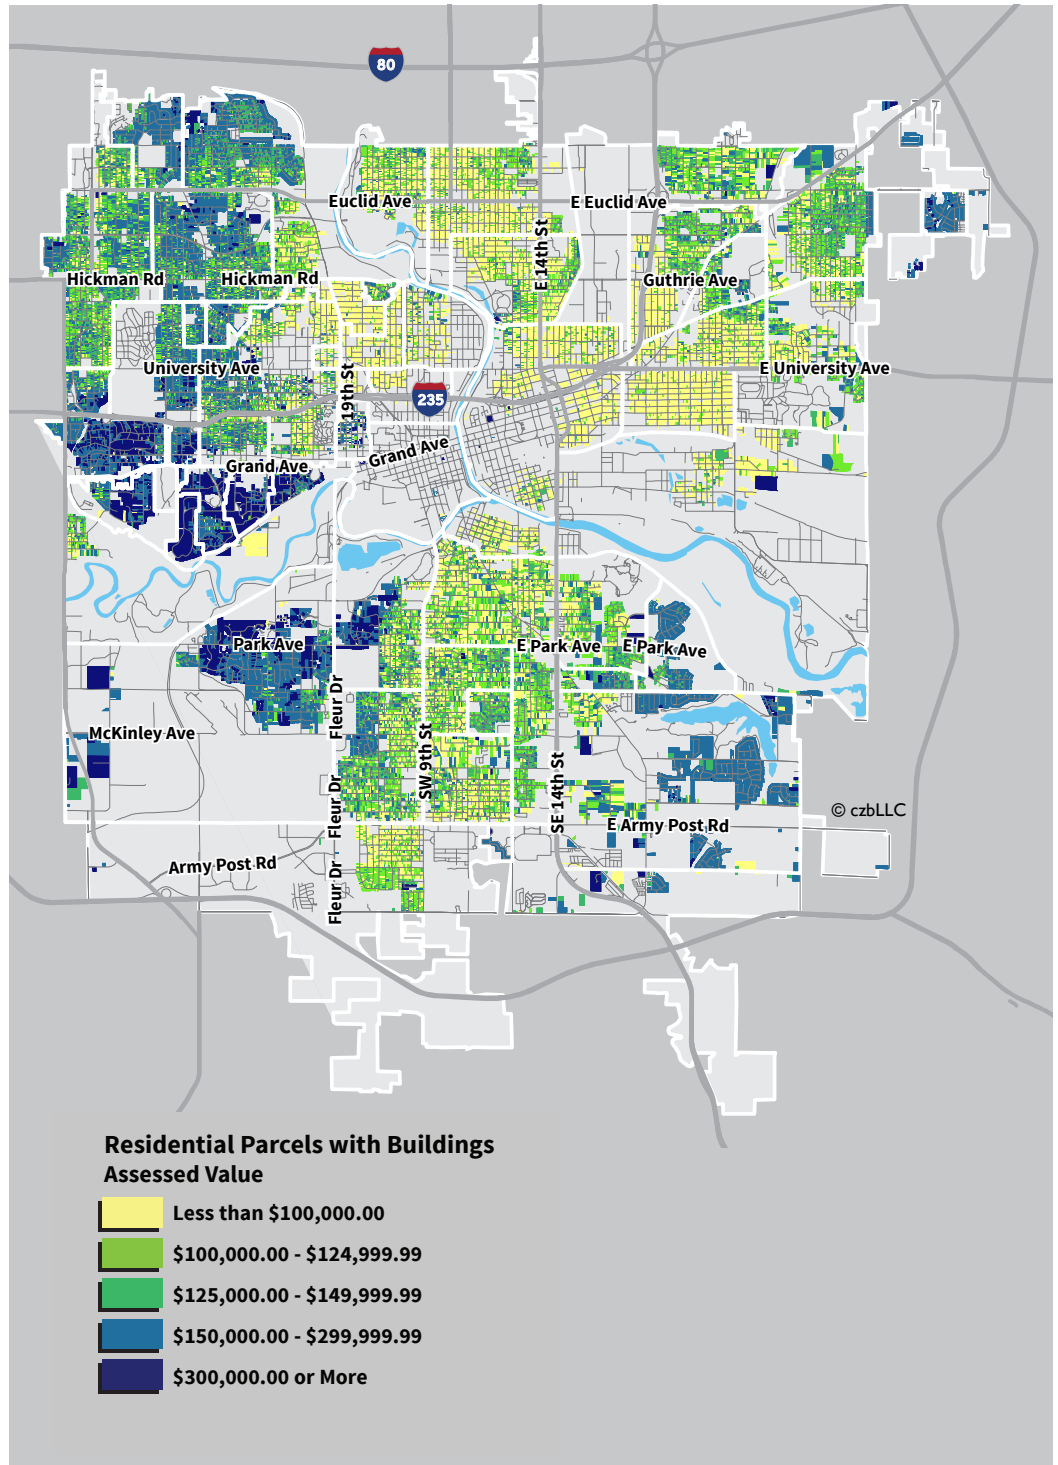 80
Euclid Ave
E Euclid Ave
E 14th St
Hickman Rd
Hickman Rd
Guthrie Ave
University Ave
E University Ave
19th St
235
Grand Ave
Grand Ave
Park Ave
E Park Ave
E Park Ave
Fleur Dr
McKinley Ave
SW 9th St
SE 14th St
Fleur Dr
© czbLLC
E Army Post Rd
Army Post Rd
Fleur Dr
Residential Parcels with Buildings
Assessed Value
Less than $100,000.00
$100,000.00 - $124,999.99
$125,000.00 - $149,999.99
$150,000.00 - $299,999.99
$300,000.00 or More